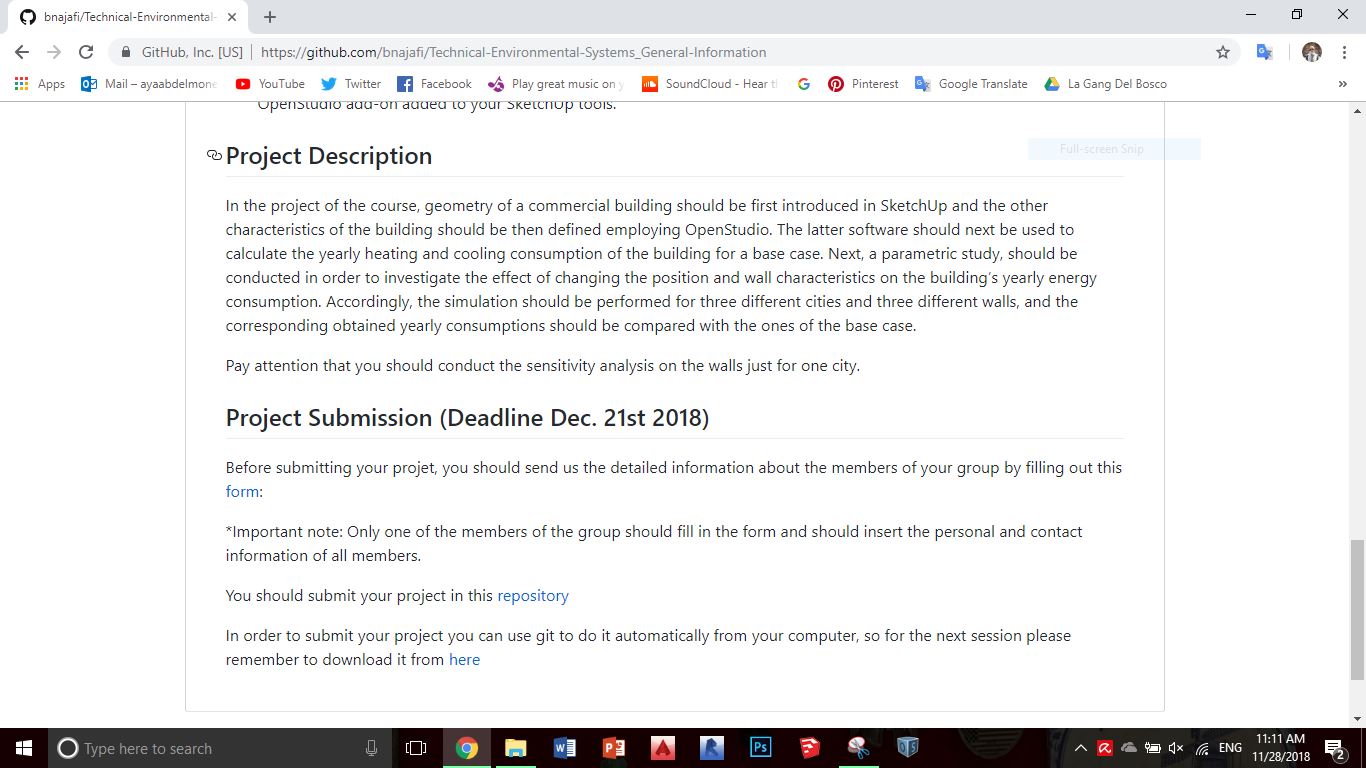 bnajafi/Technical-Environmental-
GitHub, Inc. [US] | https://github.com/bnajafi/Technical-Environmental-Systems_General-Information
Apps Mail – ayaabdelmone YouTube Twitter Facebook Play great music on y SoundCloud - Hear th Pinterest Google Translate La Gang Del Bosco »
OpenStudio add-on added to your SketchUp tools.
Full-screen Snip
Project Description
In the project of the course, geometry of a commercial building should be first introduced in SketchUp and the other
characteristics of the building should be then defined employing OpenStudio. The latter software should next be used to
calculate the yearly heating and cooling consumption of the building for a base case. Next, a parametric study, should be
conducted in order to investigate the effect of changing the position and wall characteristics on the building's yearly energy
consumption. Accordingly, the simulation should be performed for three different cities and three different walls, and the
corresponding obtained yearly consumptions should be compared with the ones of the base case.
Pay attention that you should conduct the sensitivity analysis on the walls just for one city.
Project Submission (Deadline Dec. 21st 2018)
Before submitting your projet, you should send us the detailed information about the members of your group by filling out this
form:
*Important note: Only one of the members of the group should fill in the form and should insert the personal and contact
information of all members.
You should submit your project in this repository
In order to submit your project you can use git to do it automatically from your computer, so for the next session please
remember to download it from here
Type here to search
ENG
11:11 AM
11/28/2018
2